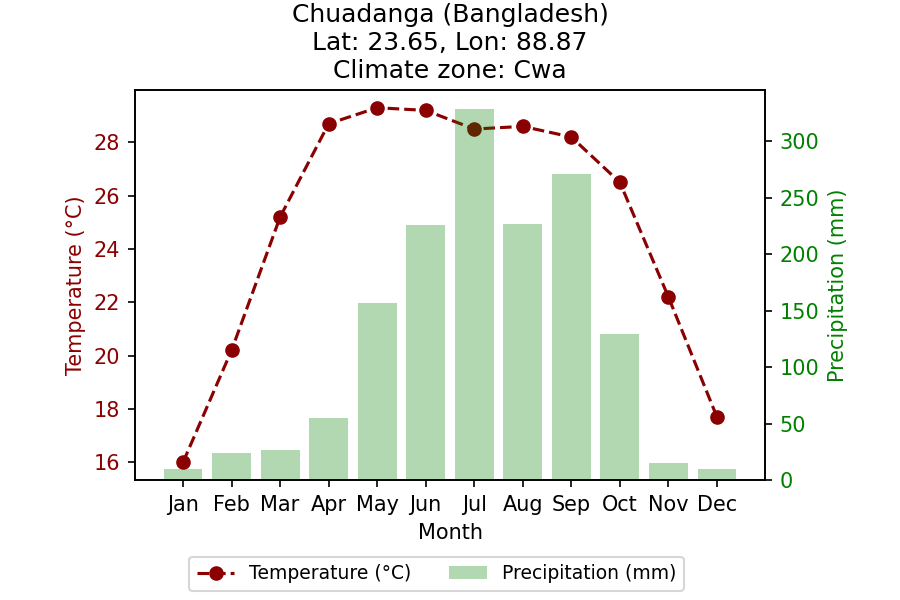 Chuadanga (Bangladesh)
Lat: 23.65, Lon: 88.87
Climate zone: Cwa
Temperature (°C)
28
26
24
22
20
18
16
300
250
200
150
100
50
0
Precipitation (mm)
Jan Feb Mar Apr May Jun Jul Aug Sep Oct Nov Dec
Month
Temperature (°C) Precipitation (mm)